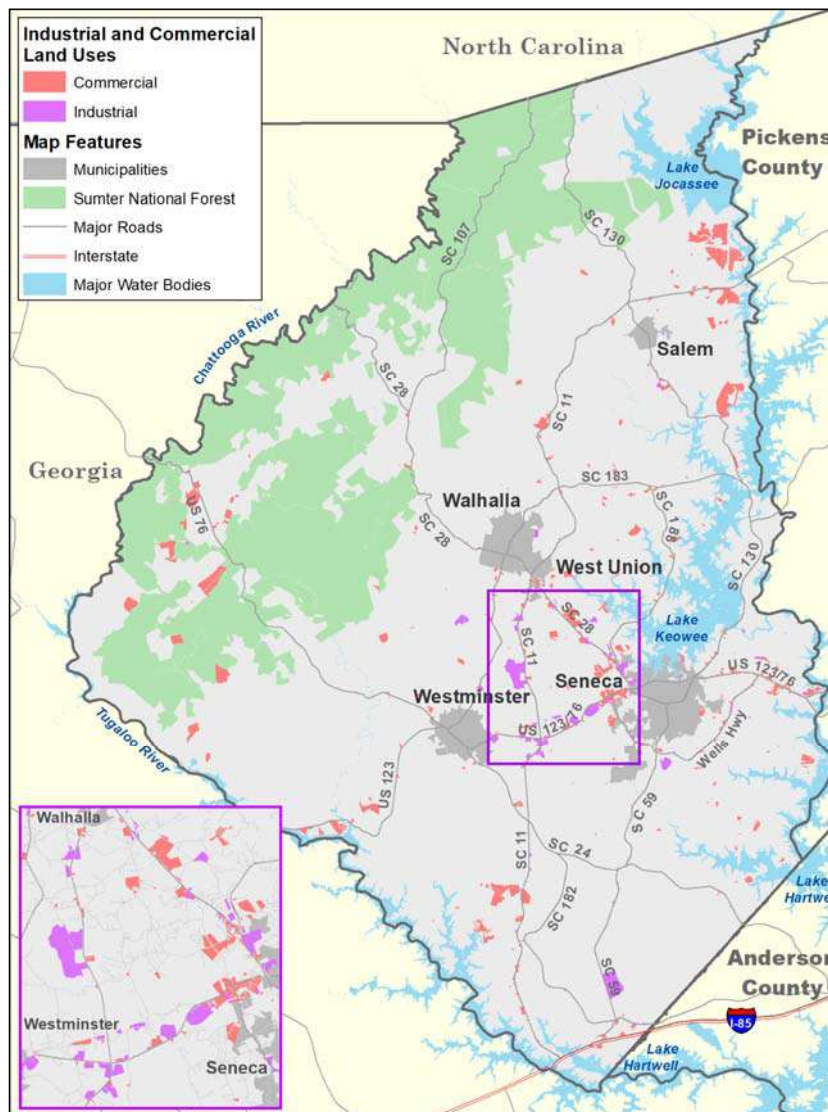 Industrial and Commercial
Land Uses
Commercial
Industrial
Map Features
Municipalities
Sumter National Forest
Major Roads
Interstate
Major Water Bodies
North Carolina
Pickens
County
Lake
Jocassee
SC 107
SC 130
Chattooga River
Salem
SC 28
SC 11
Georgia
US 76
Walhalla
SC 183
SC 188
SC 28
West Union
SC 130
SC 28
Lake
Keowee
SC 11
Seneca
US 123/76
Westminster
US 123/76
Wells Hwy
Tugaloo River
US 123
SC 59
SC 11
SC 24
SC 182
Lake
Hartwell
SC 59
Anderson
County
I-85
Lake
Hartwell
Walhalla
Westminster
Seneca